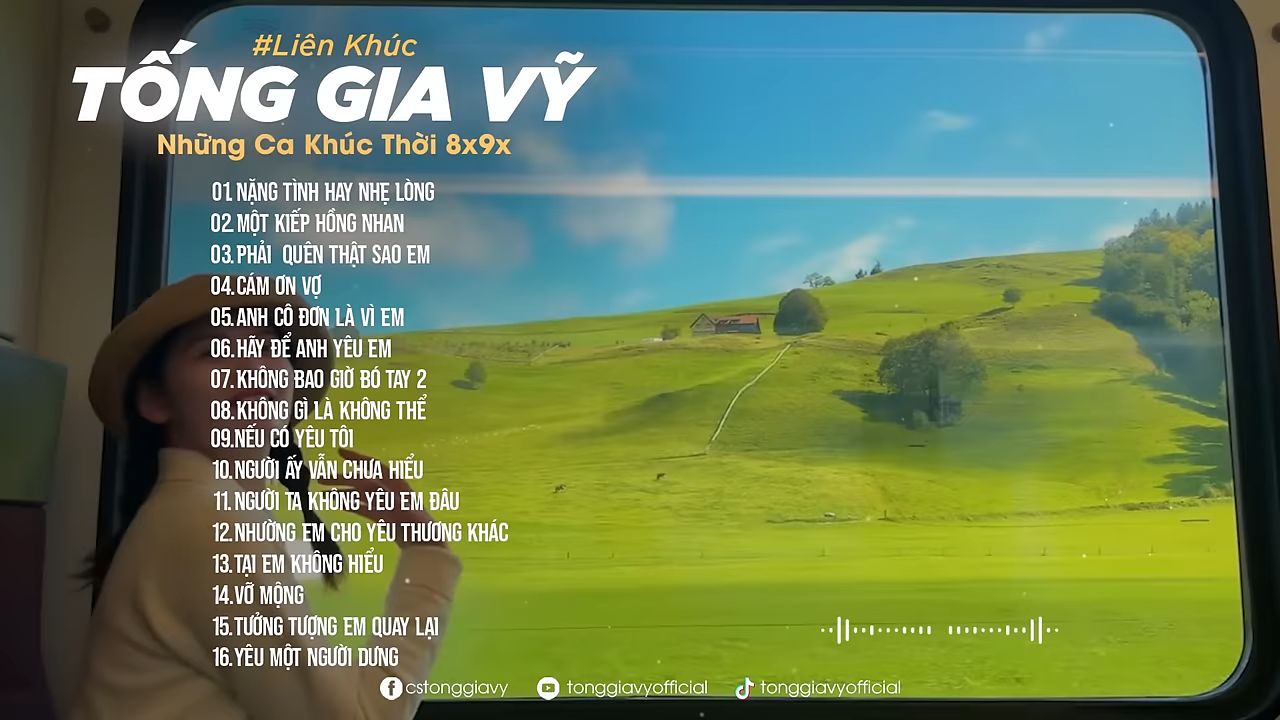 #Liên Khúc
TỐNG GIA VỸ
Những Ca Khúc Thời 8x9x
01.NẶNG TÌNH HAY NHẸ LÒNG
02.MỘT KIẾP HỒNG NHAN
03.PHẢI QUÊN THẬT SAO EM
04.CÁM ƠN VỢ
05.ANH CÔ ĐƠN LÀ VÌ EM
06.HÃY ĐỂ ANH YÊU EM
07.KHÔNG BAO GIỜ BÓ TAY 2
08.KHÔNG GÌ LÀ KHÔNG THỂ
09.NẾU CÓ YÊU TÔI
10.NGƯỜI ẤY VẪN CHƯA HIỂU
11.NGƯỜI TA KHÔNG YÊU EM ĐÂU
12.NHƯỜNG EM CHO YÊU THƯƠNG KHÁC
13.TẠI EM KHÔNG HIỂU
14.VỠ MỘNG
15.TƯỞNG TƯỢNG EM QUAY LẠI
16.YÊU MỘT NGƯỜI DƯNG
cstonggiavy tonggiavyofficial tonggiavyofficial